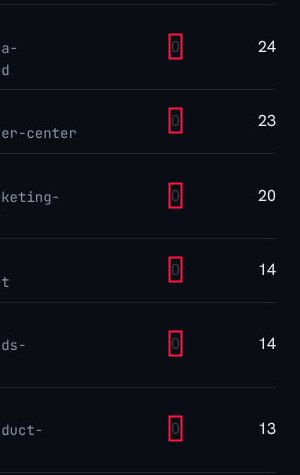 a- 0 24
d
0 23
er-center
0 20
keting-
0 14
t
0 14
ds-
0 13
duct-